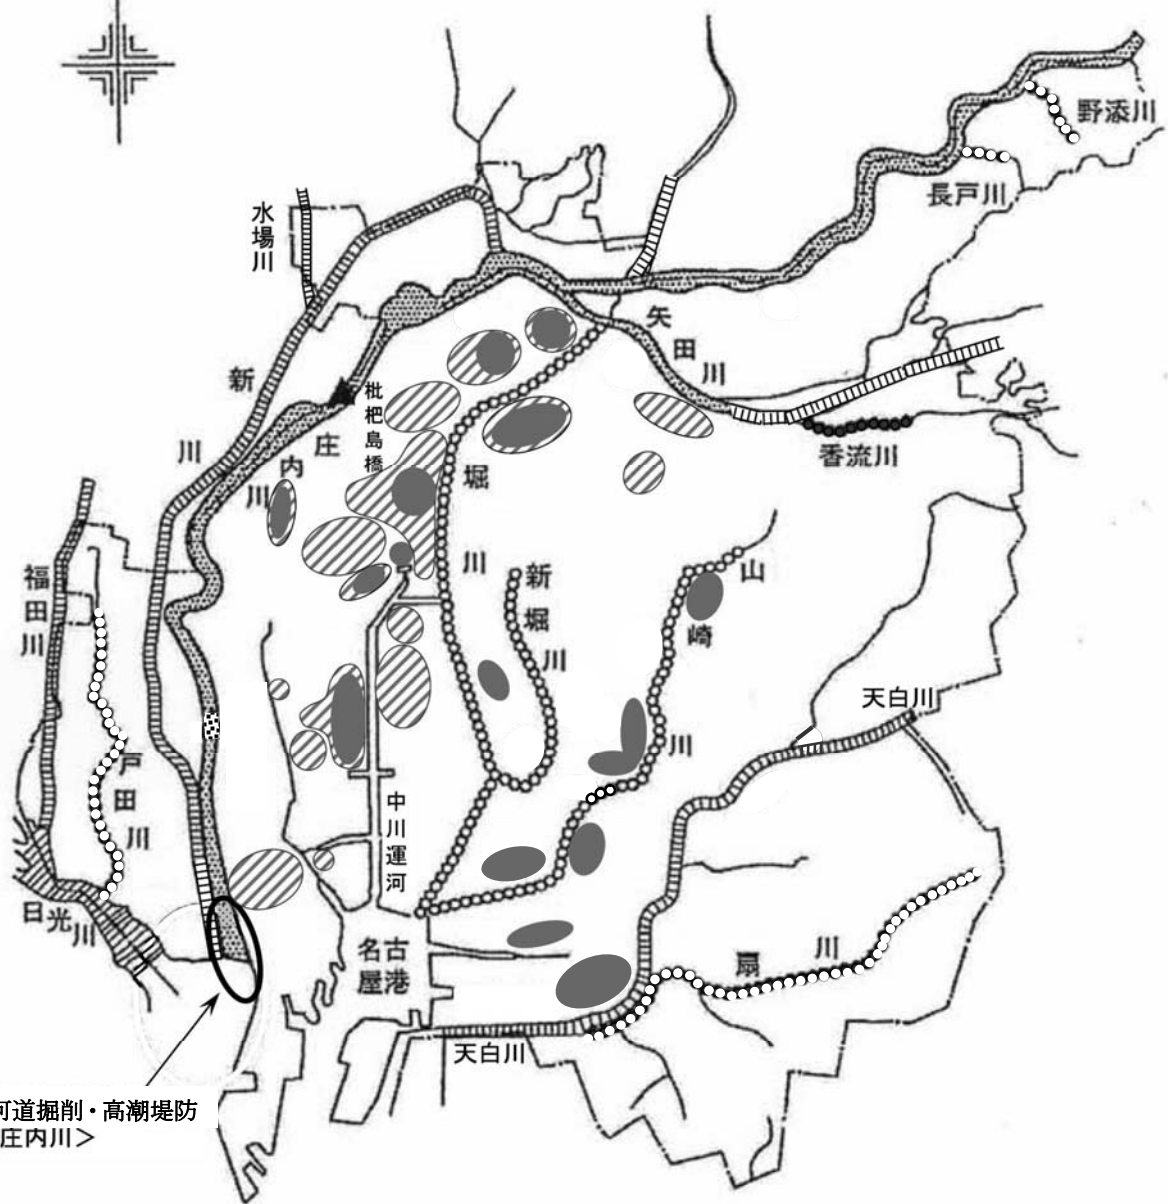 野添川
長戸川
水場川
矢田川
新川
枇杷島橋
庄内川
香流川
堀川
新堀川
山崎川
福田川
天白川
戸田川
中川運河
日光川
名古屋港
扇川
天白川
可道掘削・高潮堤防
庄内川＞